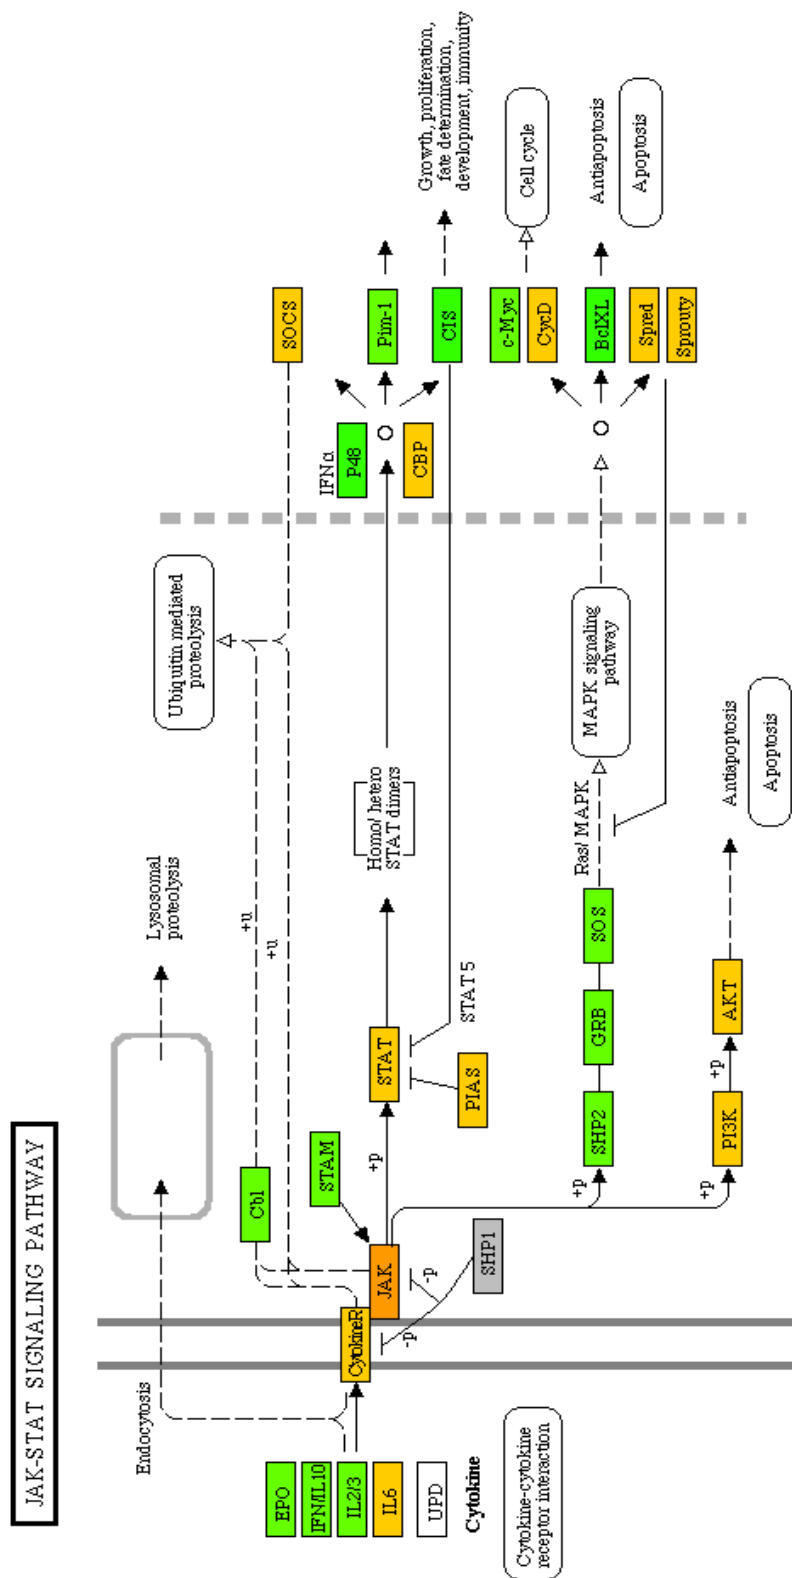 JAK-STAT SIGNALING PATHWAY
Endocytosis
Lysosomal
proteolysis
Ubiquitin mediated
proteolysis
Cbl
+u
+u
SOCS
EPO
IFN/IL10
IL2/3
IL6
UPD
Cytokine
Cytokine-cytokine
receptor interaction
CytokineR
JAK
STAM
-p
-p
SHP1
+p
STAT
PIAS
STAT 5
Homo/ hetero
STAT dimers
IFNα
P48
CBP
Pim-1
CIS
Growth, proliferation,
fate determination,
development, immunity
c-Myc
CycD
Cell cycle
+p
SHP2
GRB
SOS
Ras/ MAPK
MAPK signaling
pathway
BclXL
Spred
Sprouty
Antiapoptosis
Apoptosis
+p
PI3K
+p
AKT
Antiapoptosis
Apoptosis